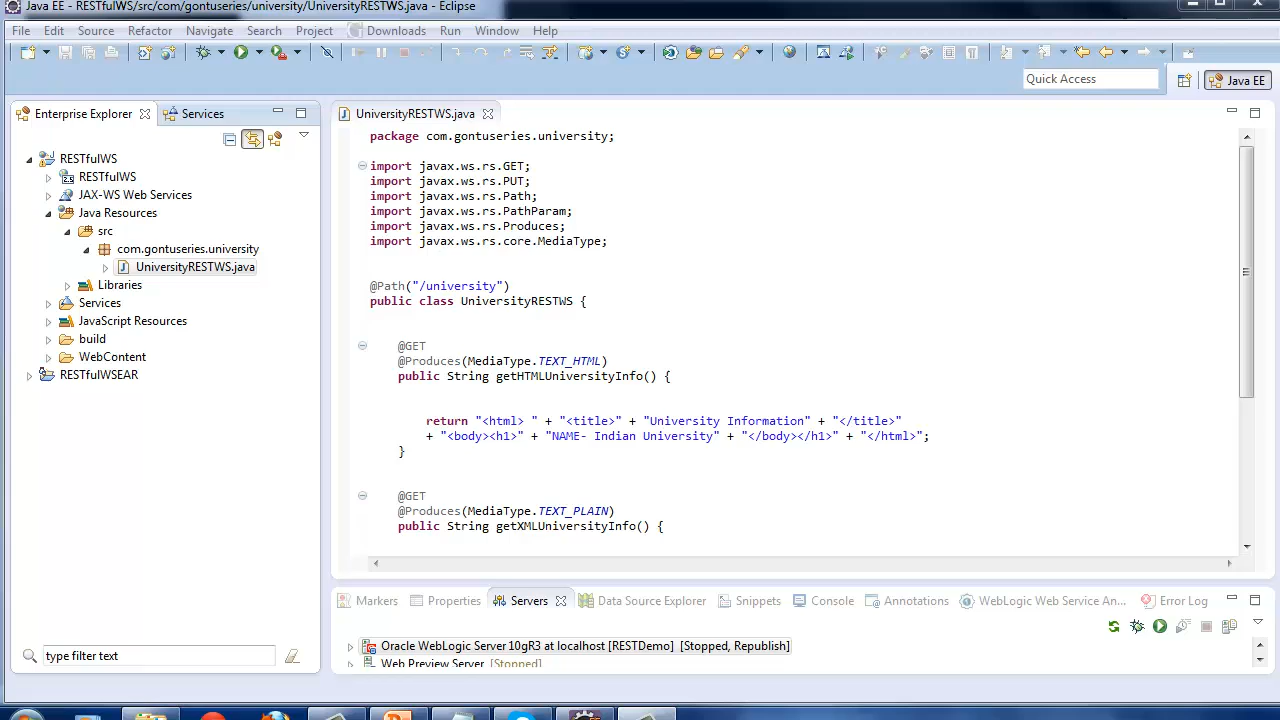 Java EE - RESTfulWS/src/com/gontuseries/university/UniversityRESTWS.java - Eclipse
File Edit Source Refactor Navigate Search Project Downloads Run Window Help
Quick Access
Java EE
Enterprise Explorer
Services
RESTfulWS
RESTfulWS
JAX-WS Web Services
Java Resources
src
com.gontuseries.university
UniversityRESTWS.java
Libraries
Services
JavaScript Resources
build
WebContent
RESTfulWSEAR
type filter text
UniversityRESTWS.java
package com.gontuseries.university;
import javax.ws.rs.GET;
import javax.ws.rs.PUT;
import javax.ws.rs.Path;
import javax.ws.rs.PathParam;
import javax.ws.rs.Produces;
import javax.ws.rs.core.MediaType;
@Path("/university")
public class UniversityRESTWS {
@GET
@Produces(MediaType.TEXT_HTML)
public String getHTMLUniversityInfo() {
return "<html> " + "<title>" + "University Information" + "</title>"
+ "<body><h1>" + "NAME- Indian University" + "</body></h1>" + "</html>";
}
@GET
@Produces(MediaType.TEXT_PLAIN)
public String getXMLUniversityInfo() {
Markers Properties Servers Data Source Explorer Snippets Console Annotations WebLogic Web Service An... Error Log
Oracle WebLogic Server 10gR3 at localhost [RESTDemo] [Stopped, Republish]
Web Preview Server [Stopped]